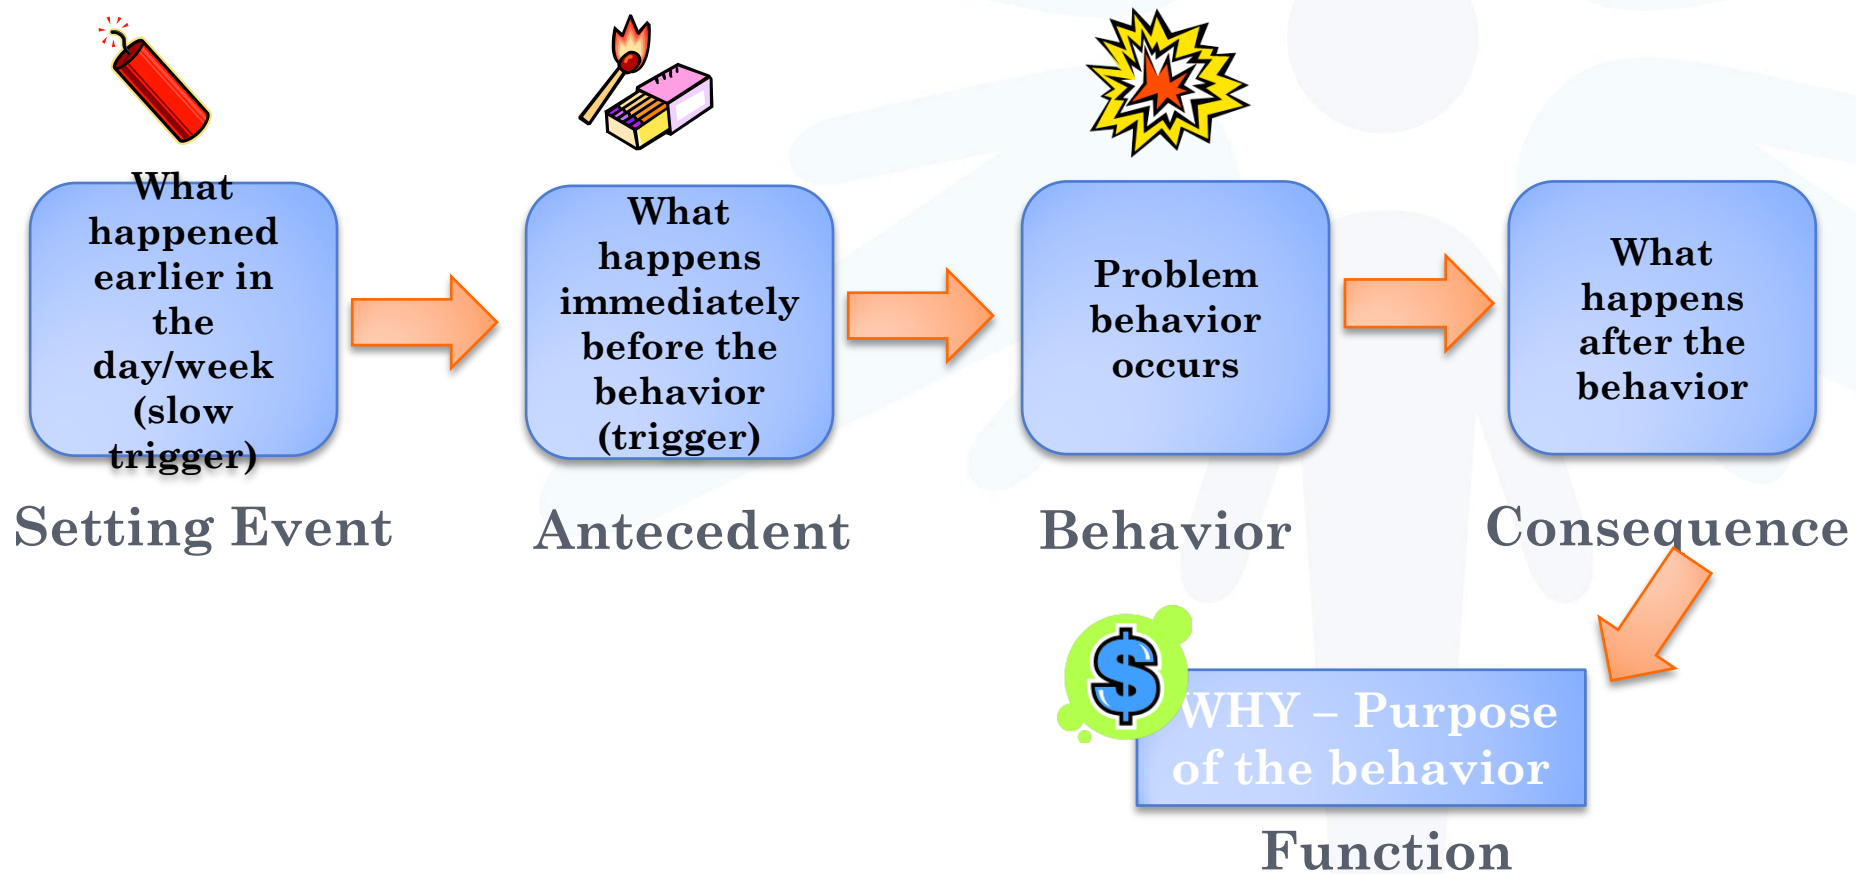 What
happened
earlier in
the
day/week
(slow
trigger)
Setting Event
What
happens
immediately
before the
behavior
(trigger)
Antecedent
Problem
behavior
occurs
Behavior
What
happens
after the
behavior
Consequence
$
WHY – Purpose
of the behavior
Function